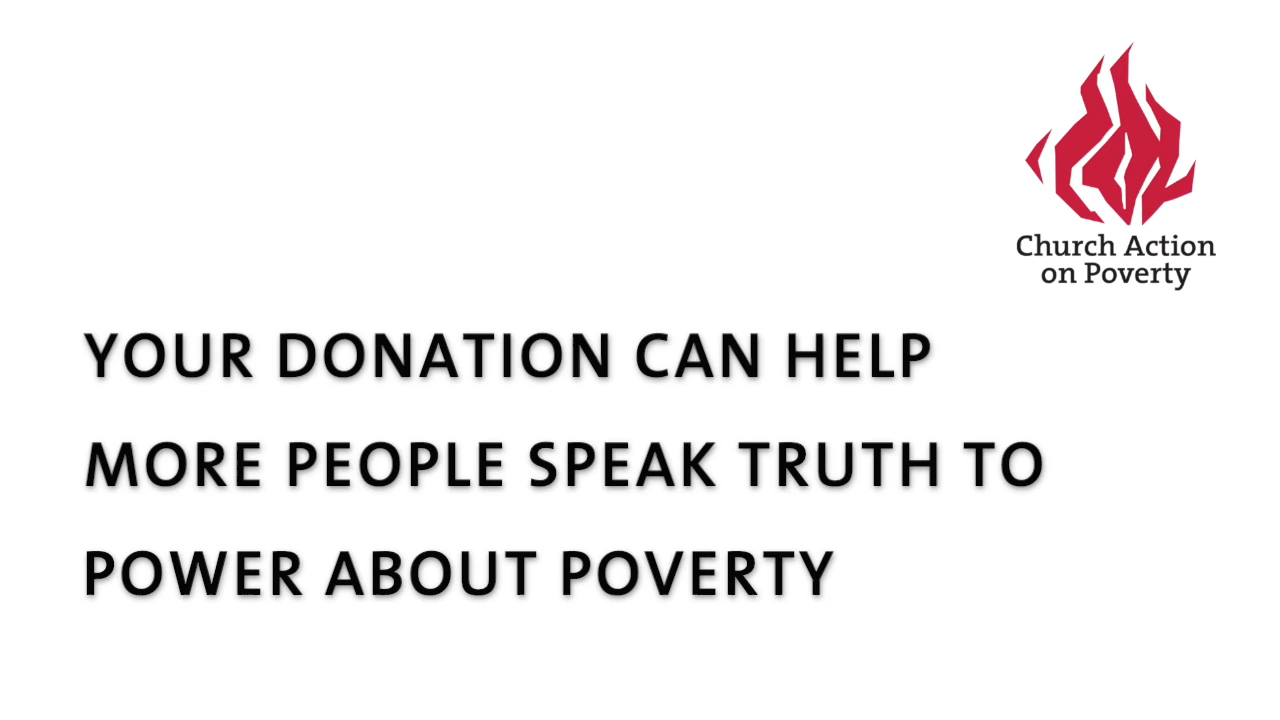 Church Action
on Poverty
YOUR DONATION CAN HELP
MORE PEOPLE SPEAK TRUTH TO
POWER ABOUT POVERTY